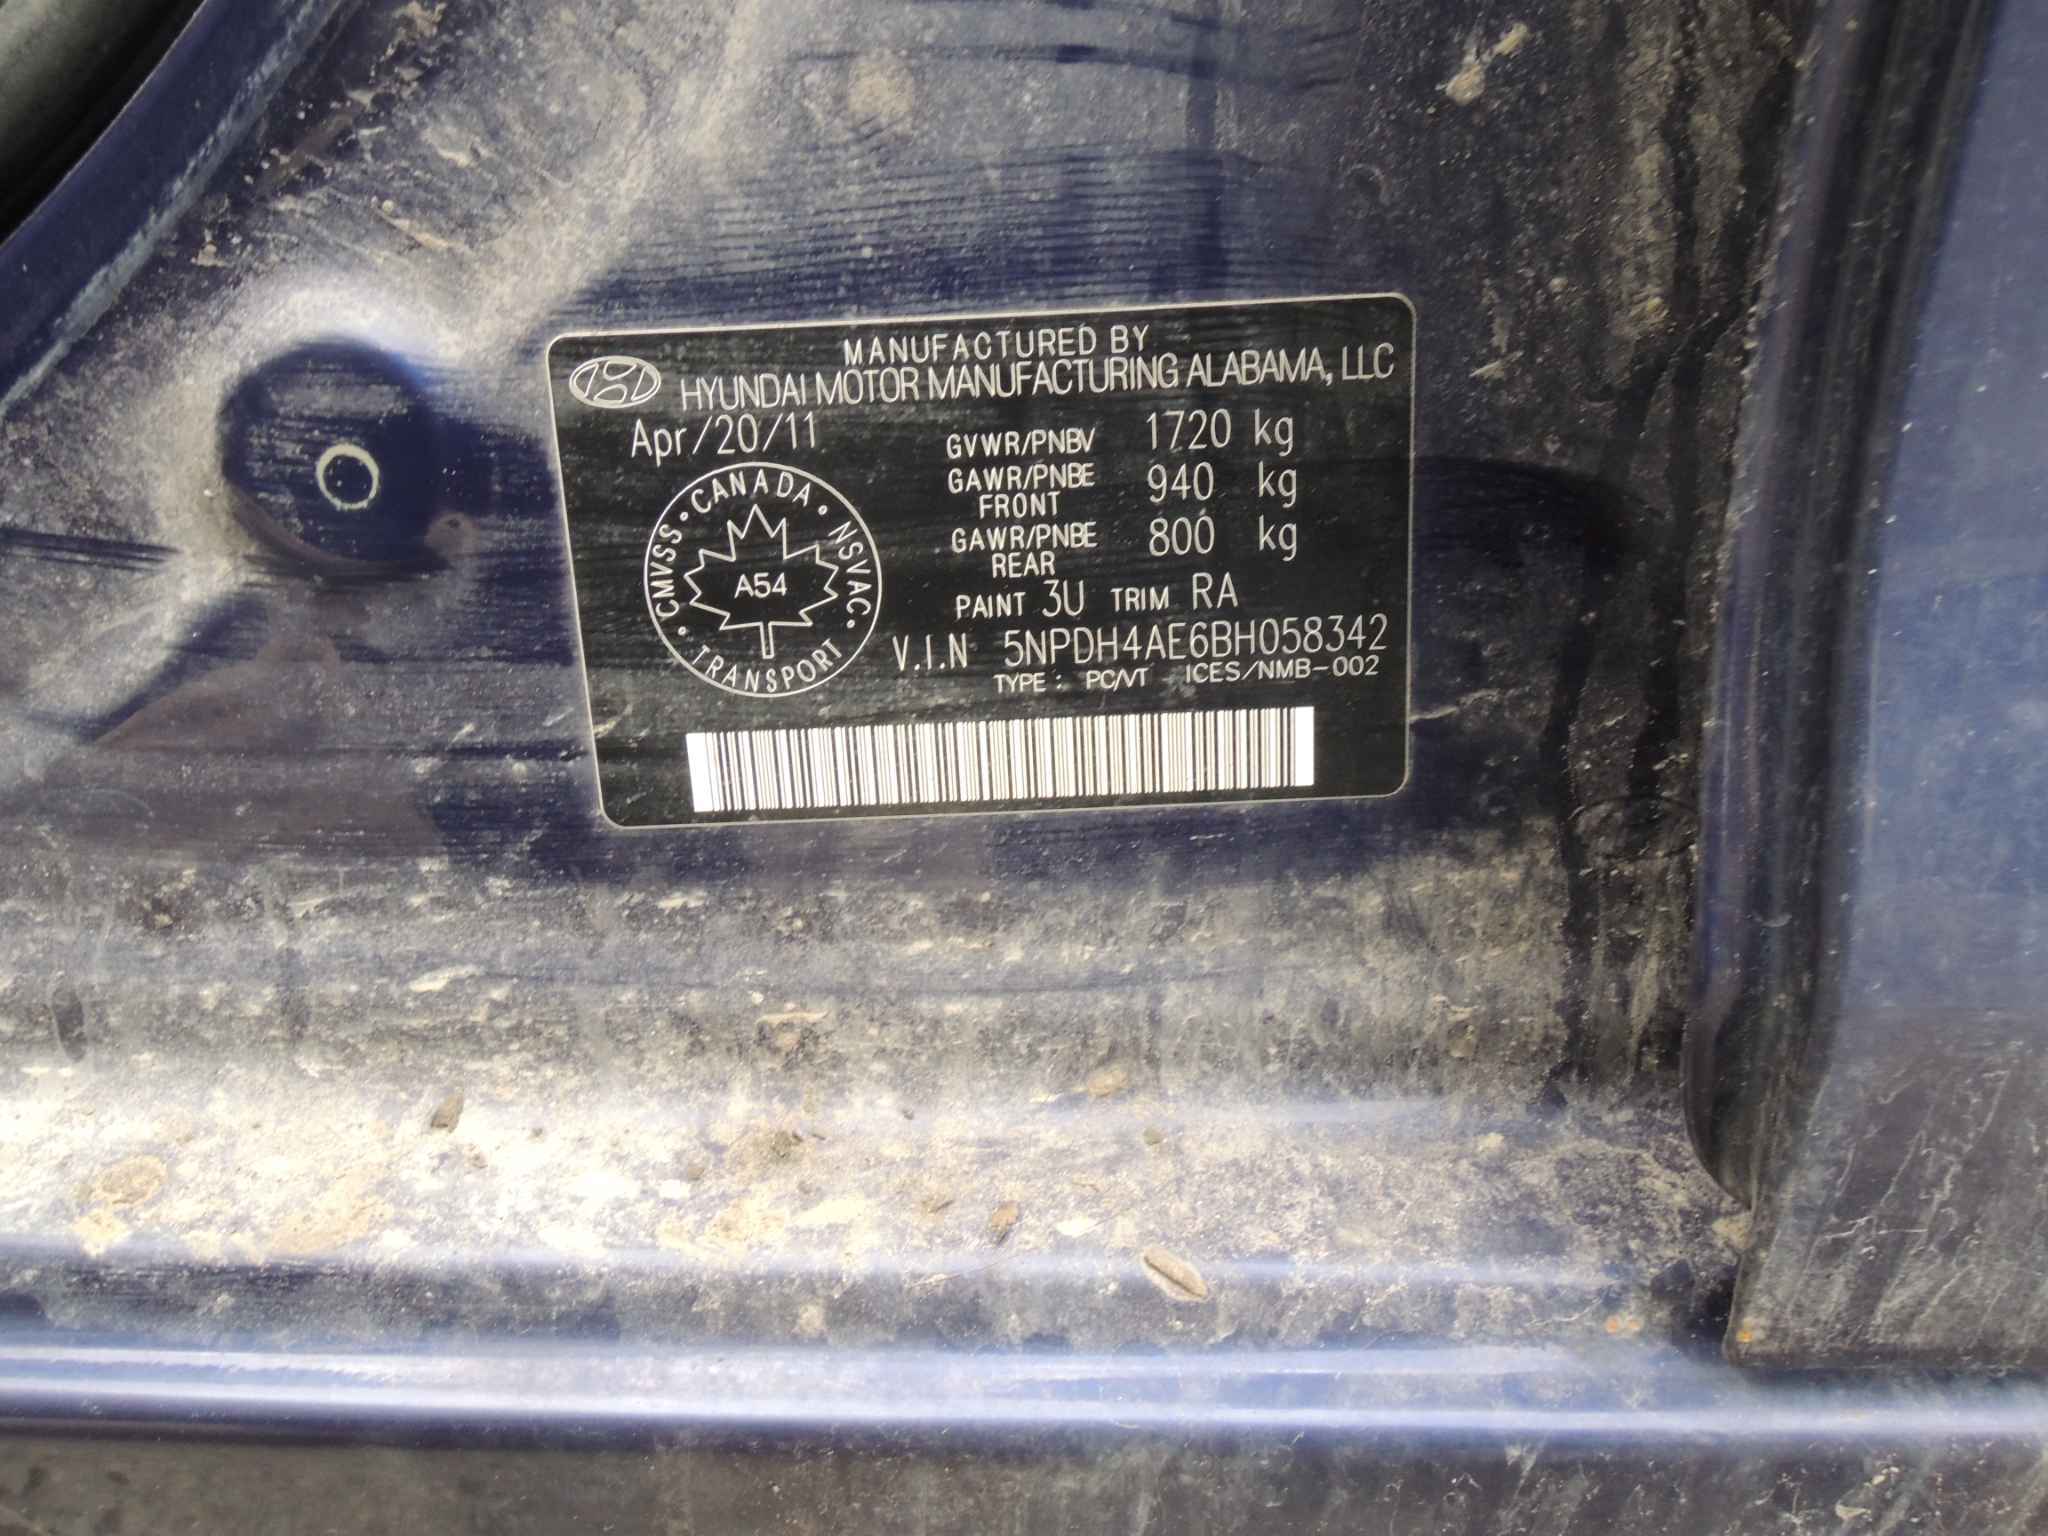 MANUFACTURED BY
HYUNDAI MOTOR MANUFACTURING ALABAMA, LLC
Apr/20/11
GVWR/PNBV 1720 kg
GAWR/PNBE FRONT 940 kg
GAWR/PNBE REAR 800 kg
PAINT 3U TRIM RA
V.I.N 5NPDH4AE6BH058342
TYPE : PC/VT ICES/NMB-002
CMVSS • CANADA • NSVAC •
A54
TRANSPORT